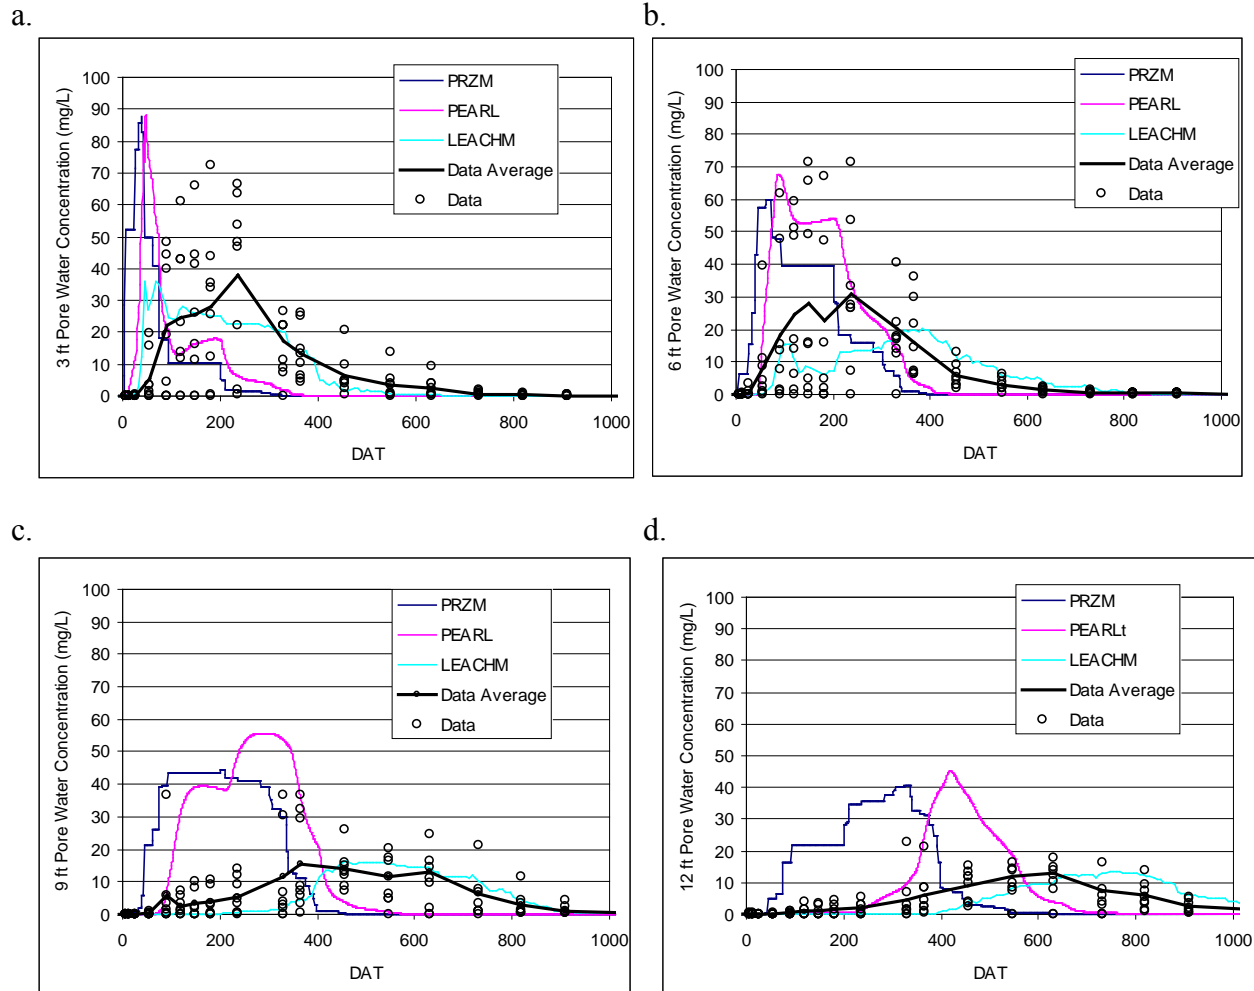 a.
3 ft Pore Water Concentration (mg/L)
100
90
80
70
60
50
40
30
20
10
0
0
200
400
600
800
1000
DAT
PRZM
PEARL
LEACHM
Data Average
Data
b.
6 ft Pore Water Concentration (mg/L)
100
90
80
70
60
50
40
30
20
10
0
0
200
400
600
800
1000
DAT
PRZM
PEARL
LEACHM
Data Average
Data
c.
9 ft Pore Water Concentration (mg/L)
100
90
80
70
60
50
40
30
20
10
0
0
200
400
600
800
1000
DAT
PRZM
PEARL
LEACHM
Data Average
Data
d.
12 ft Pore Water Concentration (mg/L)
100
90
80
70
60
50
40
30
20
10
0
0
200
400
600
800
1000
DAT
PRZM
PEARLt
LEACHM
Data Average
Data